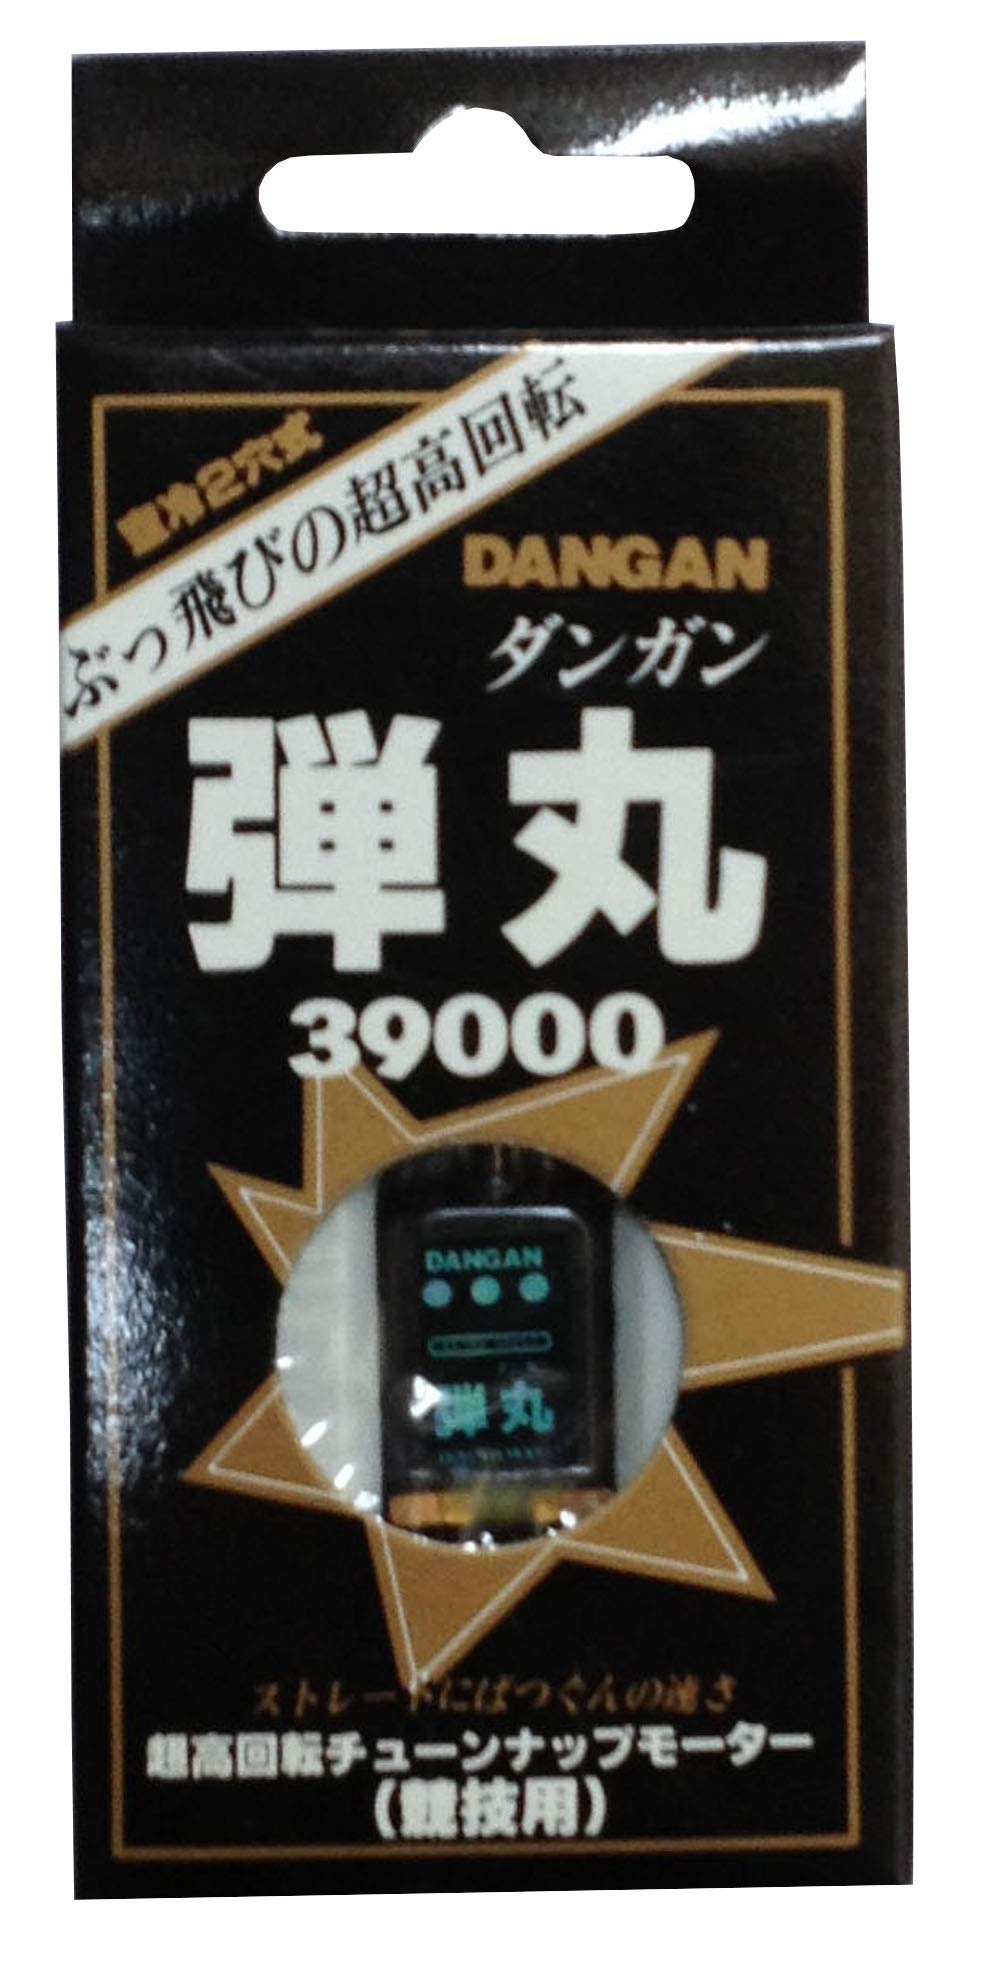 直冷2穴式
ぶっ飛びの超高回転
DANGAN
ダンガン
弾丸
39000
DANGAN
弾丸
ストレートにばつぐんの速さ
超高回転チューンナップモーター
(競技用)